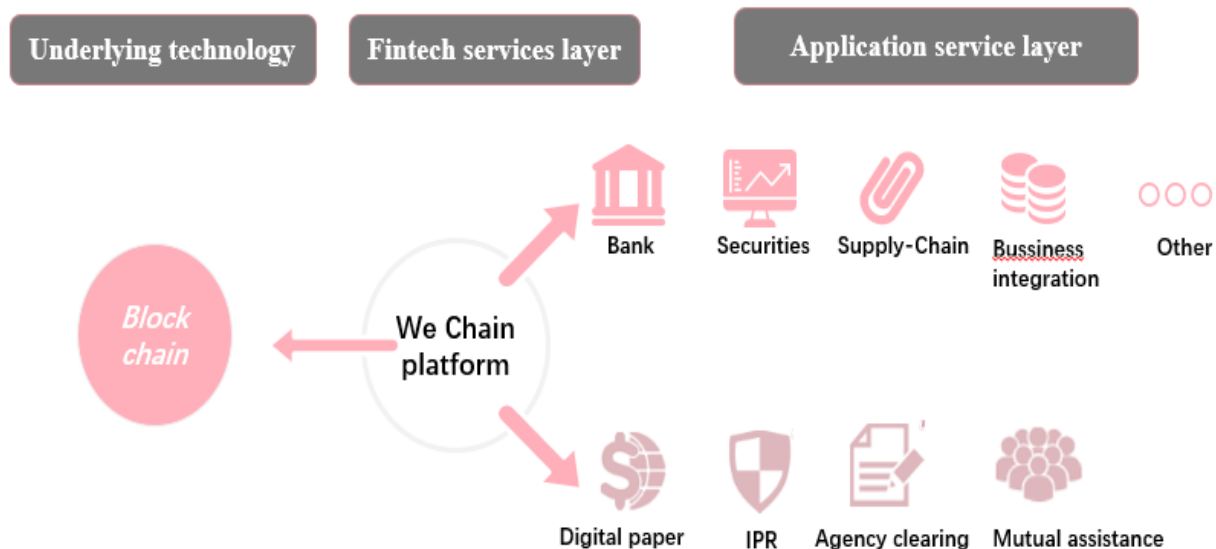 Underlying technology
Fintech services layer
Application service layer
Bank
Securities
Supply-Chain
Bussiness
integration
Other
Block
chain
We Chain
platform
Digital paper
IPR
Agency clearing
Mutual assistance